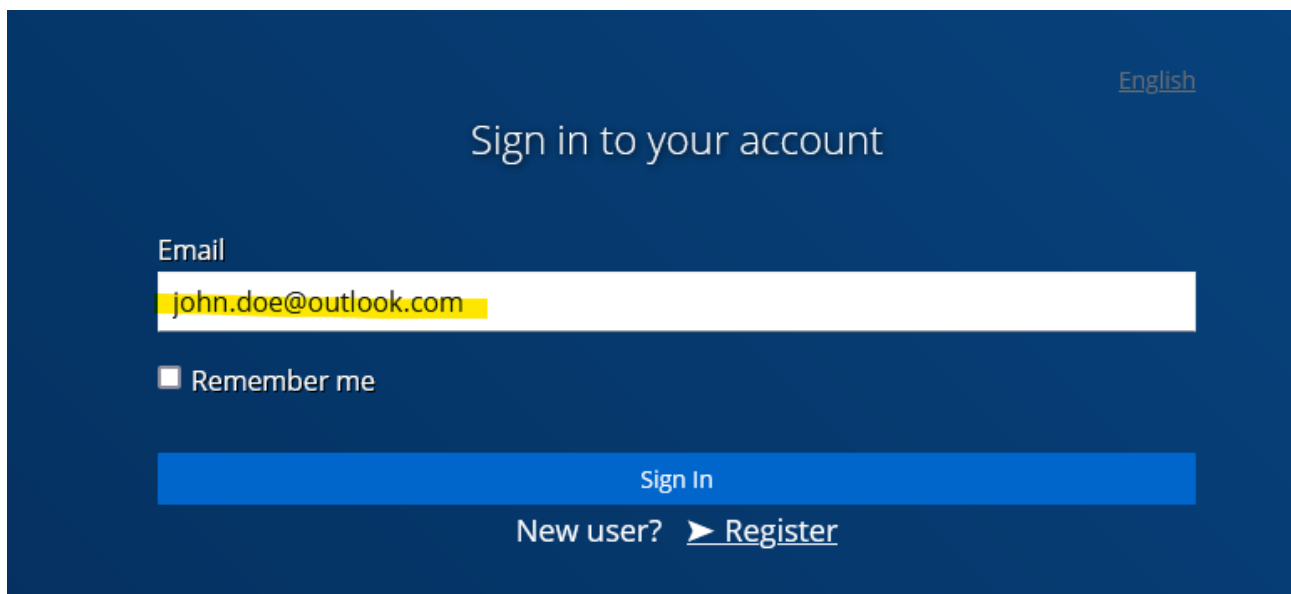 English
Sign in to your account
Email
john.doe@outlook.com
Remember me
Sign In
New user? ➤ Register